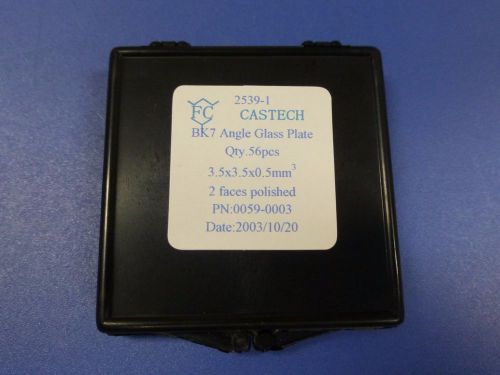 2539-1
FC CASTECH
BK7 Angle Glass Plate
Qty.56pcs
3.5x3.5x0.5mm³
2 faces polished
PN:0059-0003
Date:2003/10/20